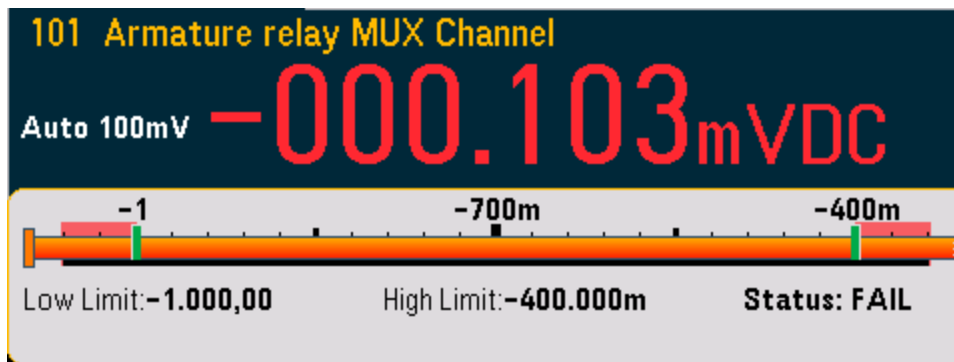 101 Armature relay MUX Channel
Auto 100mV -000.103mVDC
-1 -700m -400m
Low Limit:-1.000,00 High Limit:-400.000m Status: FAIL